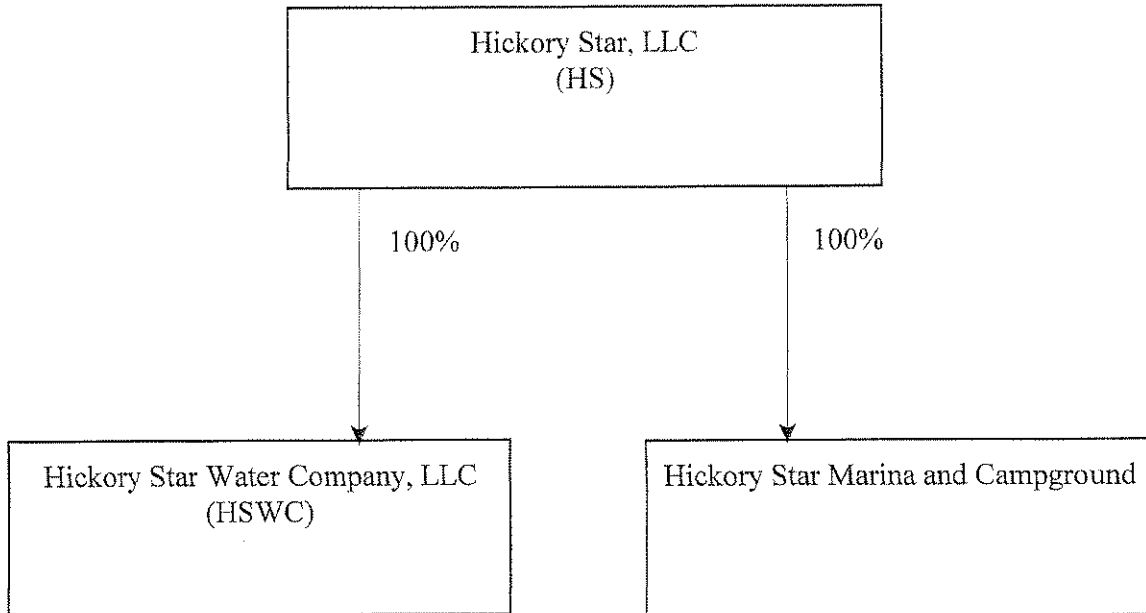 Hickory Star, LLC
(HS)
100%
100%
Hickory Star Water Company, LLC
(HSWC)
Hickory Star Marina and Campground